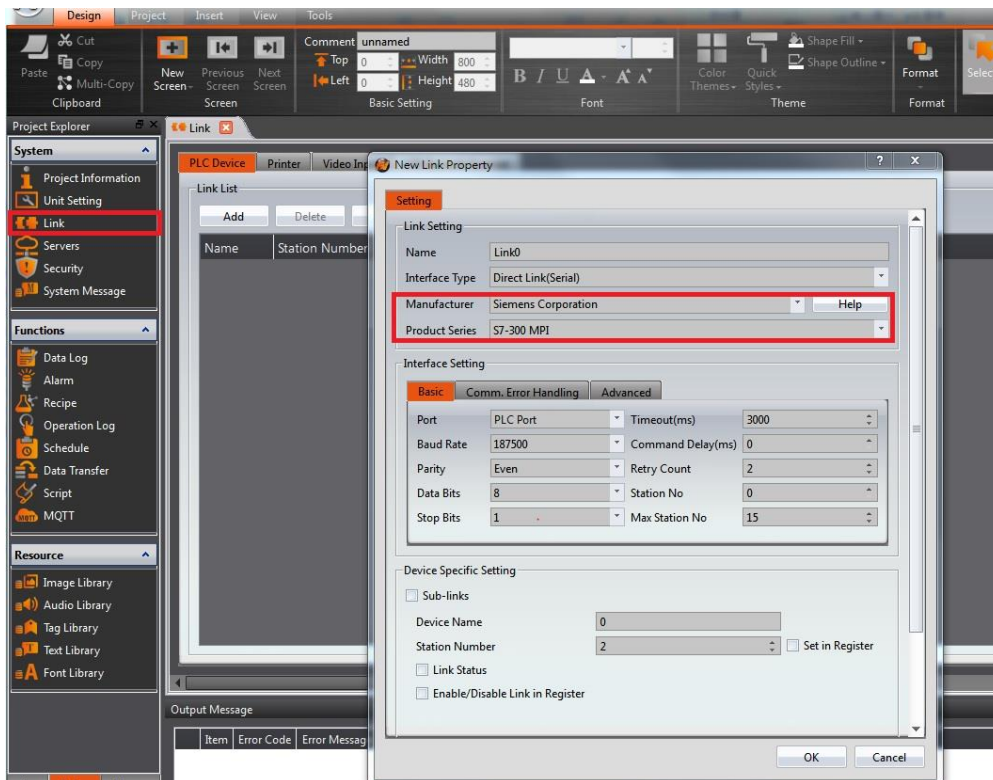 Design Project Insert View Tools
Paste
Cut
Copy
Multi-Copy
Clipboard
New Screen
Previous Screen
Next Screen
Screen
Comment unnamed
Top 0 Width 800
Left 0 Height 480
Basic Setting
B I U A A A
Font
Color Themes
Quick Styles
Shape Fill
Shape Outline
Theme
Format
Format
Selec
Project Explorer
System
Project Information
Unit Setting
Link
Servers
Security
System Message
Functions
Data Log
Alarm
Recipe
Operation Log
Schedule
Data Transfer
Script
MQTT
Resource
Image Library
Audio Library
Tag Library
Text Library
Font Library
Link
PLC Device Printer Video Inp
Link List
Add Delete
Name Station Number
New Link Property
Setting
Link Setting
Name Link0
Interface Type Direct Link(Serial)
Manufacturer Siemens Corporation Help
Product Series S7-300 MPI
Interface Setting
Basic Comm. Error Handling Advanced
Port PLC Port Timeout(ms) 3000
Baud Rate 187500 Command Delay(ms) 0
Parity Even Retry Count 2
Data Bits 8 Station No 0
Stop Bits 1 Max Station No 15
Device Specific Setting
Sub-links
Device Name 0
Station Number 2 Set in Register
Link Status
Enable/Disable Link in Register
OK Cancel
Output Message
Item Error Code Error Messag